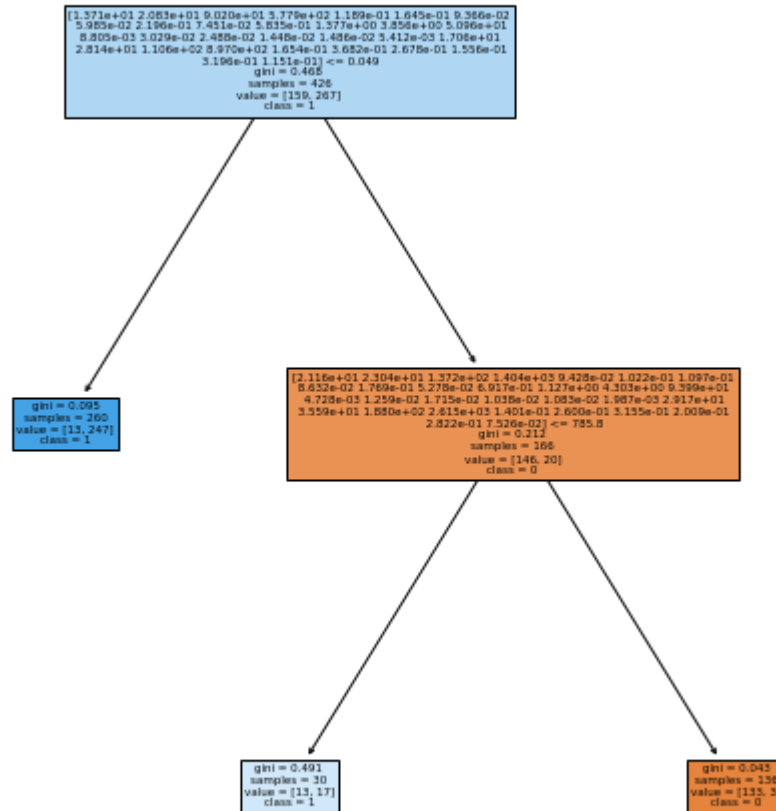 [1.371e+01 2.083e+01 9.020e+01 5.779e+02 1.189e-01 1.645e-01 9.366e-02
5.985e-02 2.196e-01 7.451e-02 5.835e-01 1.377e+00 3.856e+00 5.096e+01
8.805e-03 3.029e-02 2.488e-02 1.448e-02 1.486e-02 5.412e-03 1.706e+01
2.814e+01 1.106e+02 8.970e+02 1.654e-01 3.682e-01 2.678e-01 1.556e-01
3.196e-01 1.151e-01] <= 0.049
gini = 0.468
samples = 426
value = [159, 267]
class = 1
[2.116e+01 2.304e+01 1.372e+02 1.404e+03 9.428e-02 1.022e-01 1.097e-01
8.632e-02 1.769e-01 5.278e-02 6.917e-01 1.127e+00 4.303e+00 9.399e+01
4.728e-03 1.259e-02 1.715e-02 1.038e-02 1.083e-02 1.987e-03 2.917e+01
3.559e+01 1.880e+02 2.615e+03 1.401e-01 2.600e-01 3.155e-01 2.009e-01
2.822e-01 7.526e-02] <= 785.8
gini = 0.212
samples = 166
value = [146, 20]
class = 0
gini = 0.095
samples = 260
value = [13, 247]
class = 1
gini = 0.491
samples = 30
value = [13, 17]
class = 1
gini = 0.043
samples = 136
value = [133, 3
class = 0